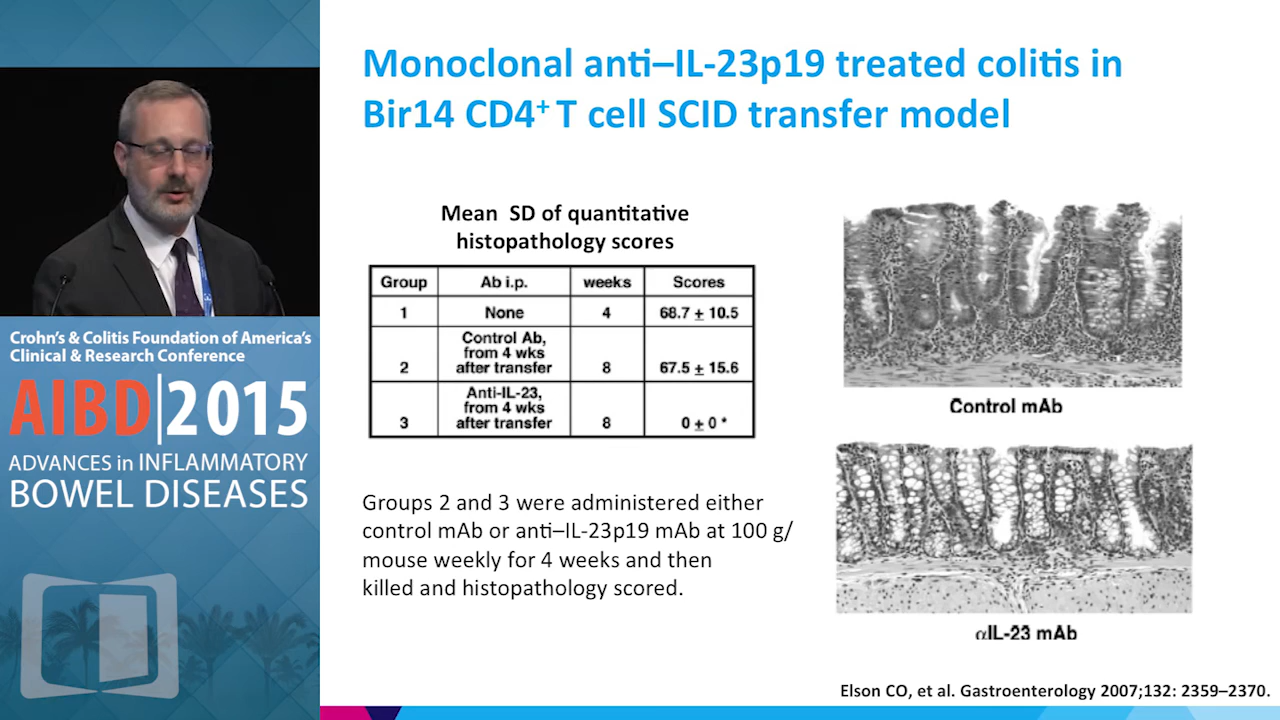 Monoclonal anti–IL-23p19 treated colitis in
Bir14 CD4+ T cell SCID transfer model
Mean SD of quantitative
histopathology scores
Group Ab i.p. weeks Scores
1 None 4 68.7 ± 10.5
Control Ab,
from 4 wks
2 after transfer 8 67.5 ± 15.6
Anti-IL-23,
from 4 wks
3 after transfer 8 0 ± 0 *
Groups 2 and 3 were administered either
control mAb or anti–IL-23p19 mAb at 100 g/
mouse weekly for 4 weeks and then
killed and histopathology scored.
Control mAb
αIL-23 mAb
Elson CO, et al. Gastroenterology 2007;132: 2359–2370.
Crohn's & Colitis Foundation of America's
Clinical & Research Conference
AIBD|2015
ADVANCES in INFLAMMATORY
BOWEL DISEASES